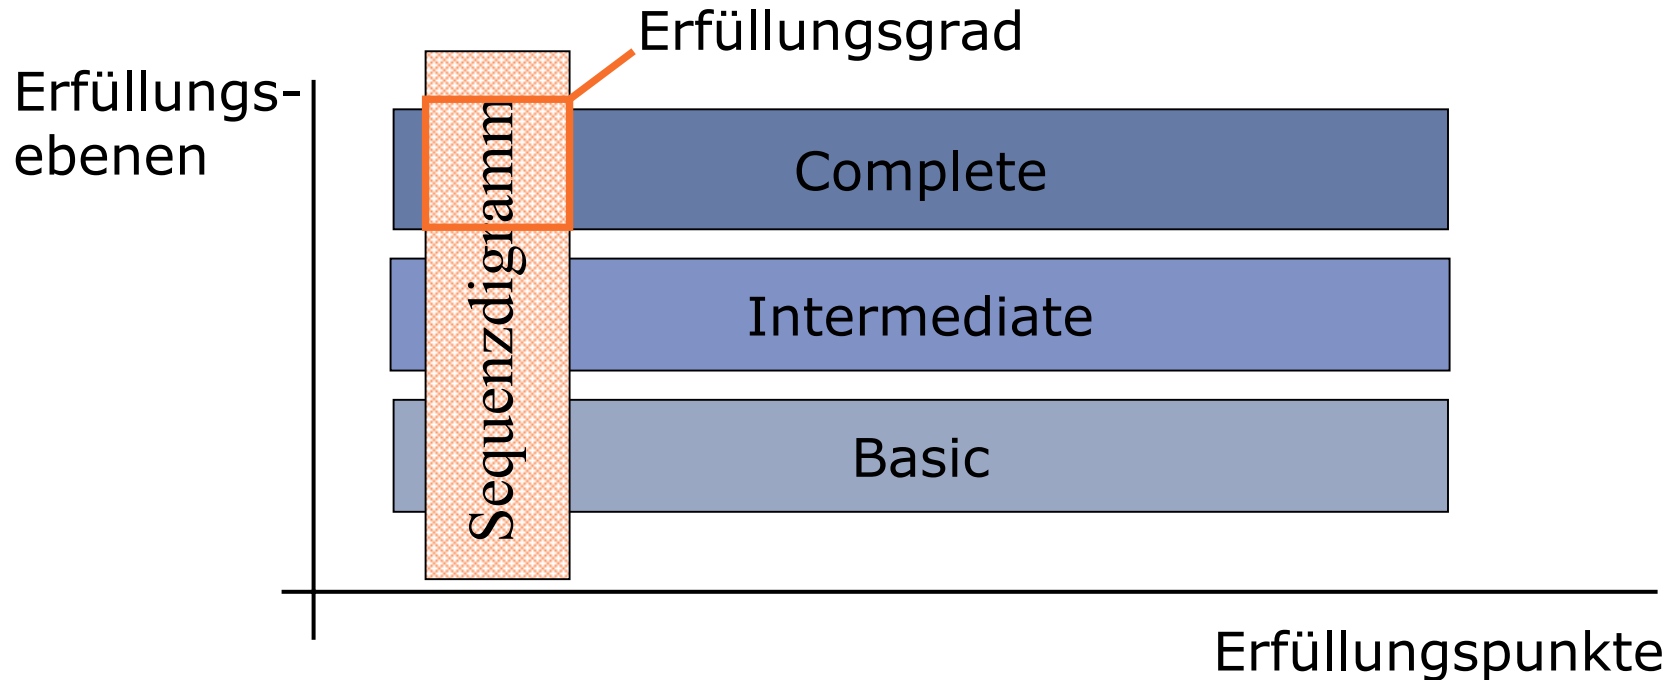 Erfüllungsgrad
Erfüllungs-
ebenen
Sequenzdigramm
Complete
Intermediate
Basic
Erfüllungspunkte